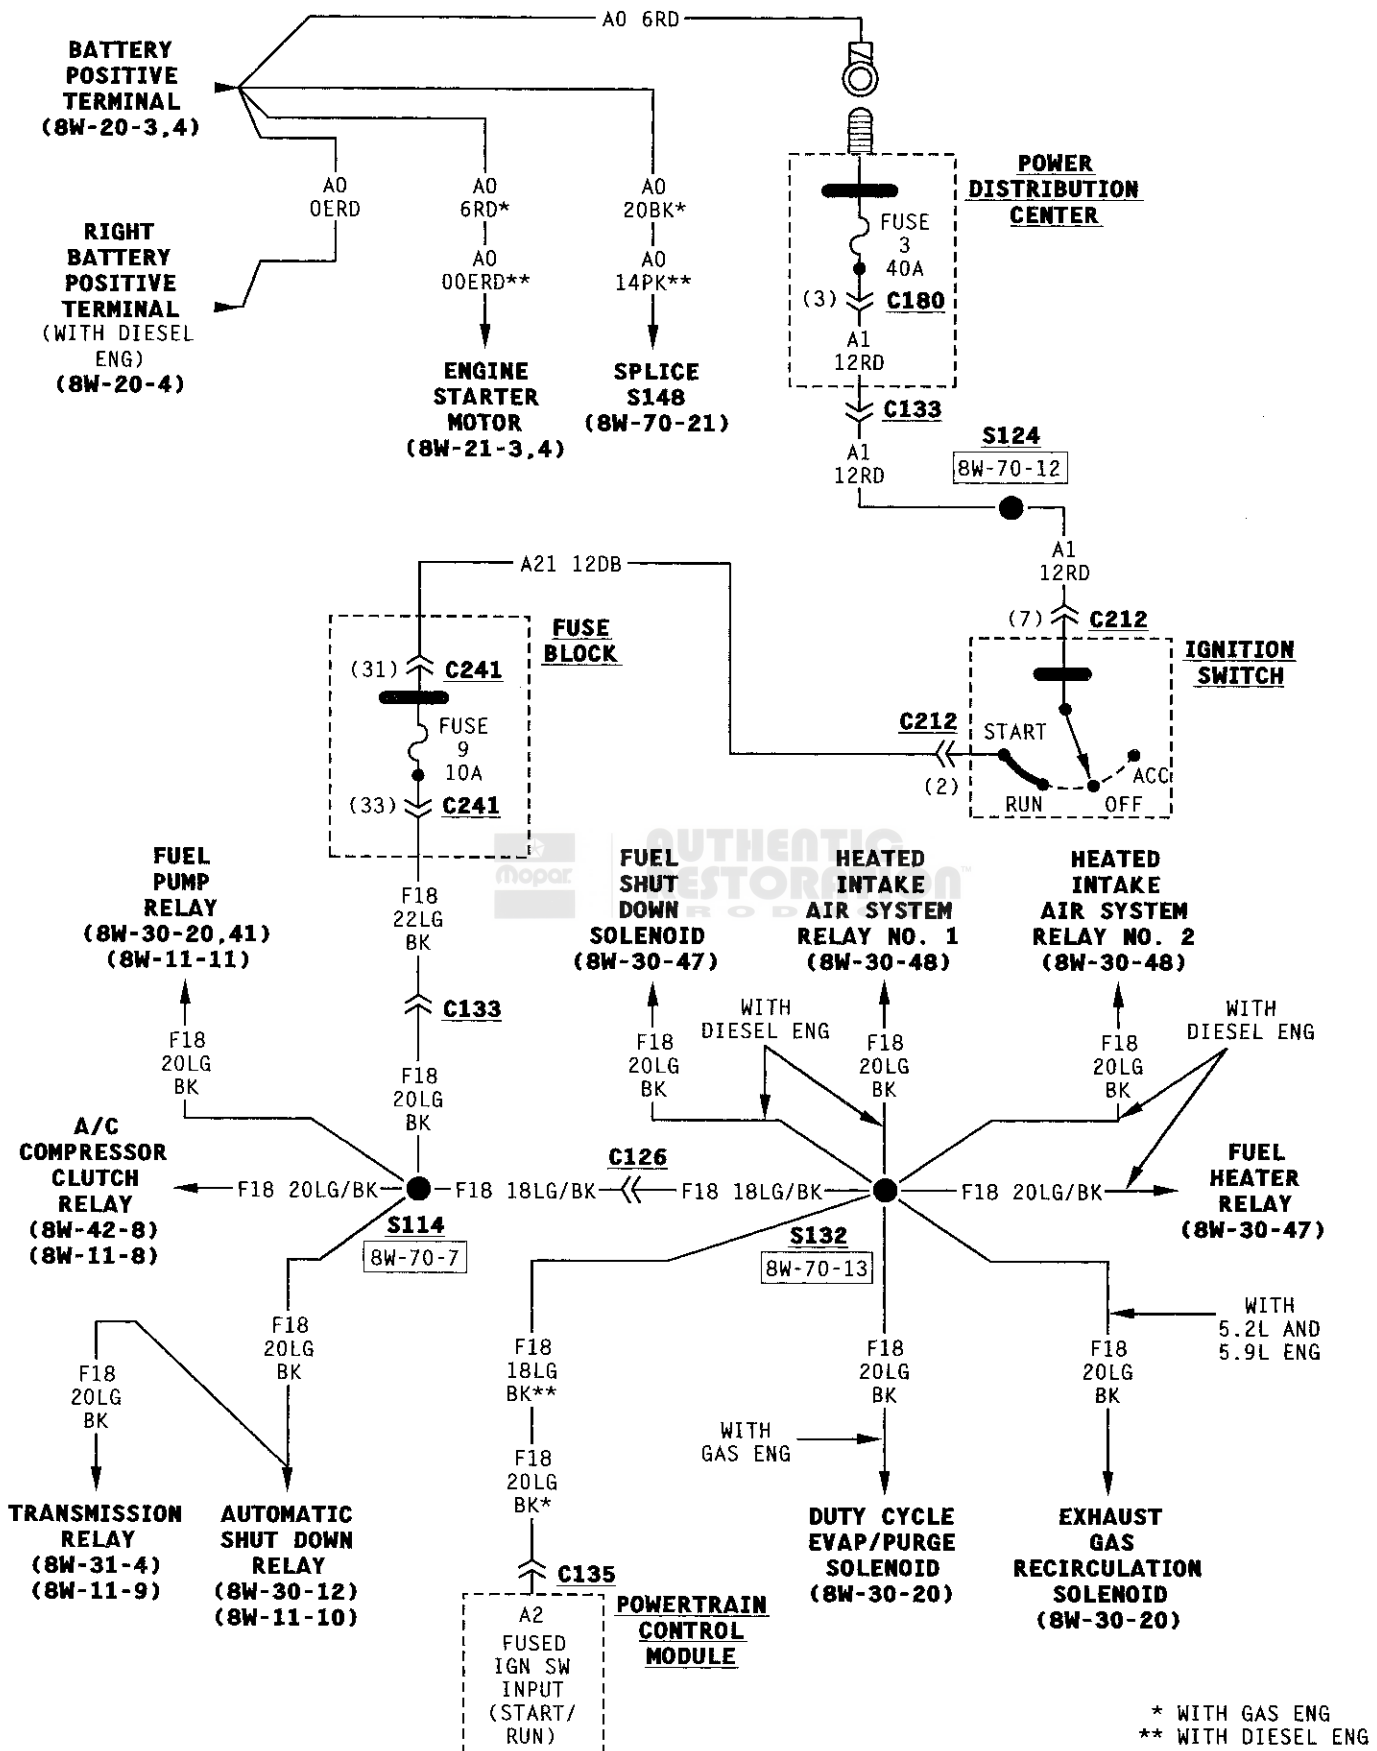 A0 6RD
BATTERY
POSITIVE
TERMINAL
(8W-20-3,4)
A0
0ERD
A0
6RD*
A0
00ERD**
A0
20BK*
A0
14PK**
RIGHT
BATTERY
POSITIVE
TERMINAL
(WITH DIESEL
ENG)
(8W-20-4)
ENGINE
STARTER
MOTOR
(8W-21-3,4)
SPLICE
S148
(8W-70-21)
POWER
DISTRIBUTION
CENTER
FUSE
3
40A
(3)
C180
A1
12RD
C133
A1
12RD
S124
8W-70-12
A1
12RD
(7)
C212
IGNITION
SWITCH
START
RUN
OFF
ACC
C212
(2)
A21 12DB
FUSE
BLOCK
(31)
C241
FUSE
9
10A
(33)
C241
Mopar
AUTHENTIC
RESTORATION™
PROD
F18
22LG
BK
C133
F18
20LG
BK
FUEL
PUMP
RELAY
(8W-30-20,41)
(8W-11-11)
F18
20LG
BK
FUEL
SHUT
DOWN
SOLENOID
(8W-30-47)
F18
20LG
BK
WITH
DIESEL ENG
HEATED
INTAKE
AIR SYSTEM
RELAY NO. 1
(8W-30-48)
F18
20LG
BK
HEATED
INTAKE
AIR SYSTEM
RELAY NO. 2
(8W-30-48)
F18
20LG
BK
WITH
DIESEL ENG
A/C
COMPRESSOR
CLUTCH
RELAY
(8W-42-8)
(8W-11-8)
F18 20LG/BK
S114
8W-70-7
F18 18LG/BK
C126
F18 18LG/BK
S132
8W-70-13
F18 20LG/BK
FUEL
HEATER
RELAY
(8W-30-47)
F18
20LG
BK
F18
20LG
BK
TRANSMISSION
RELAY
(8W-31-4)
(8W-11-9)
AUTOMATIC
SHUT DOWN
RELAY
(8W-30-12)
(8W-11-10)
F18
18LG
BK**
F18
20LG
BK*
C135
A2
FUSED
IGN SW
INPUT
(START/
RUN)
POWERTRAIN
CONTROL
MODULE
F18
20LG
BK
WITH
GAS ENG
DUTY CYCLE
EVAP/PURGE
SOLENOID
(8W-30-20)
F18
20LG
BK
WITH
5.2L AND
5.9L ENG
EXHAUST
GAS
RECIRCULATION
SOLENOID
(8W-30-20)
* WITH GAS ENG
** WITH DIESEL ENG